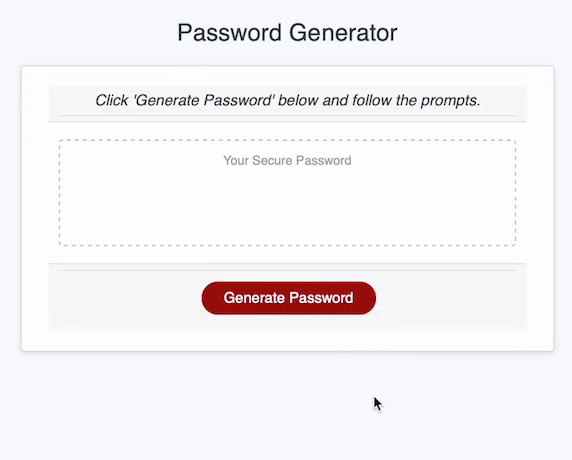 Password Generator
Click 'Generate Password' below and follow the prompts.
Your Secure Password
Generate Password